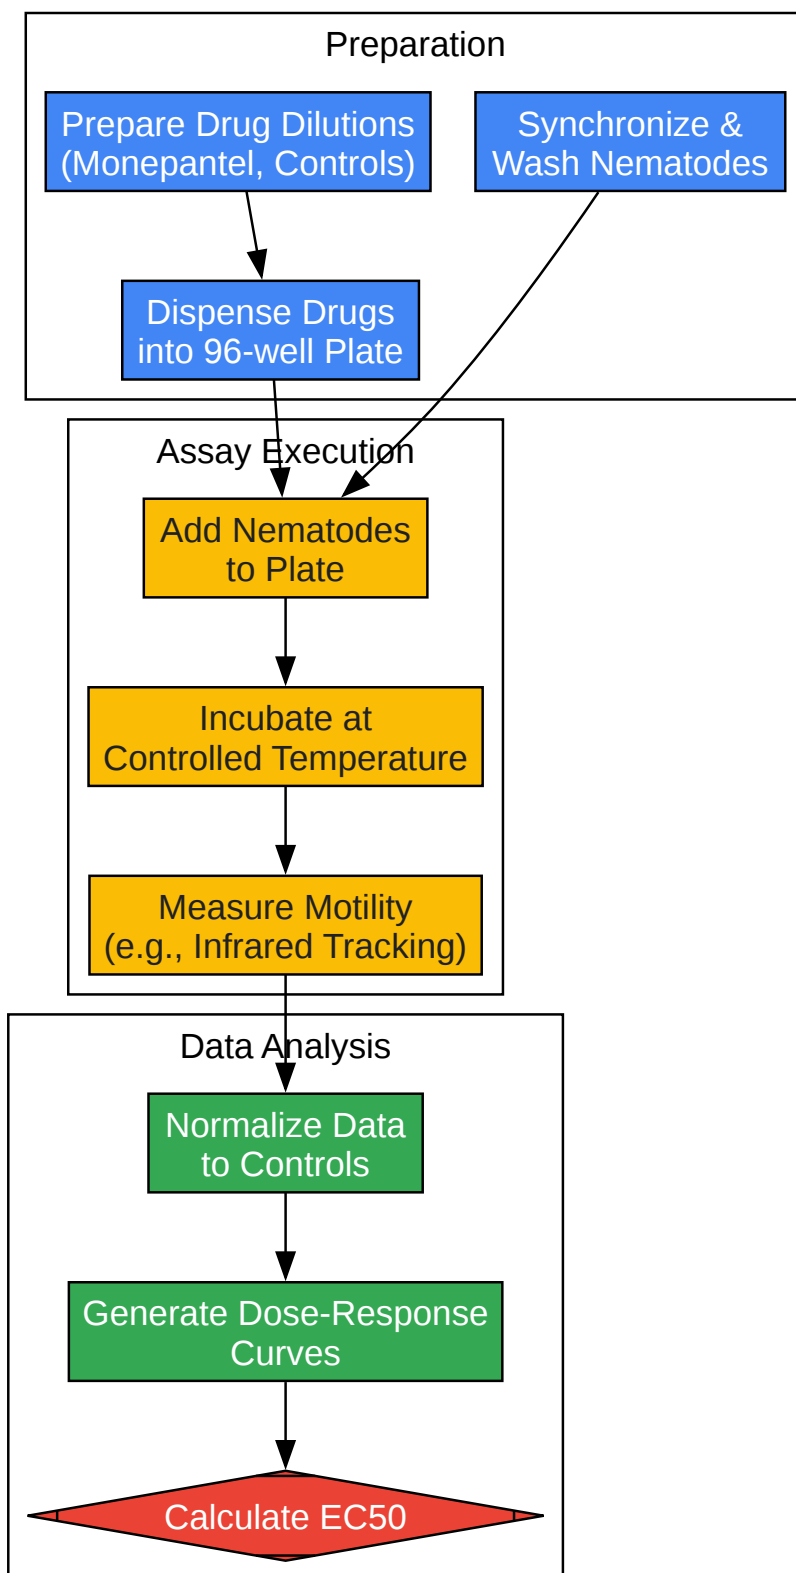 Preparation
Prepare Drug Dilutions
(Monepantel, Controls)
Synchronize &
Wash Nematodes
Dispense Drugs
into 96-well Plate
Assay Execution
Add Nematodes
to Plate
Incubate at
Controlled Temperature
Measure Motility
(e.g., Infrared Tracking)
Data Analysis
Normalize Data
to Controls
Generate Dose-Response
Curves
Calculate EC50